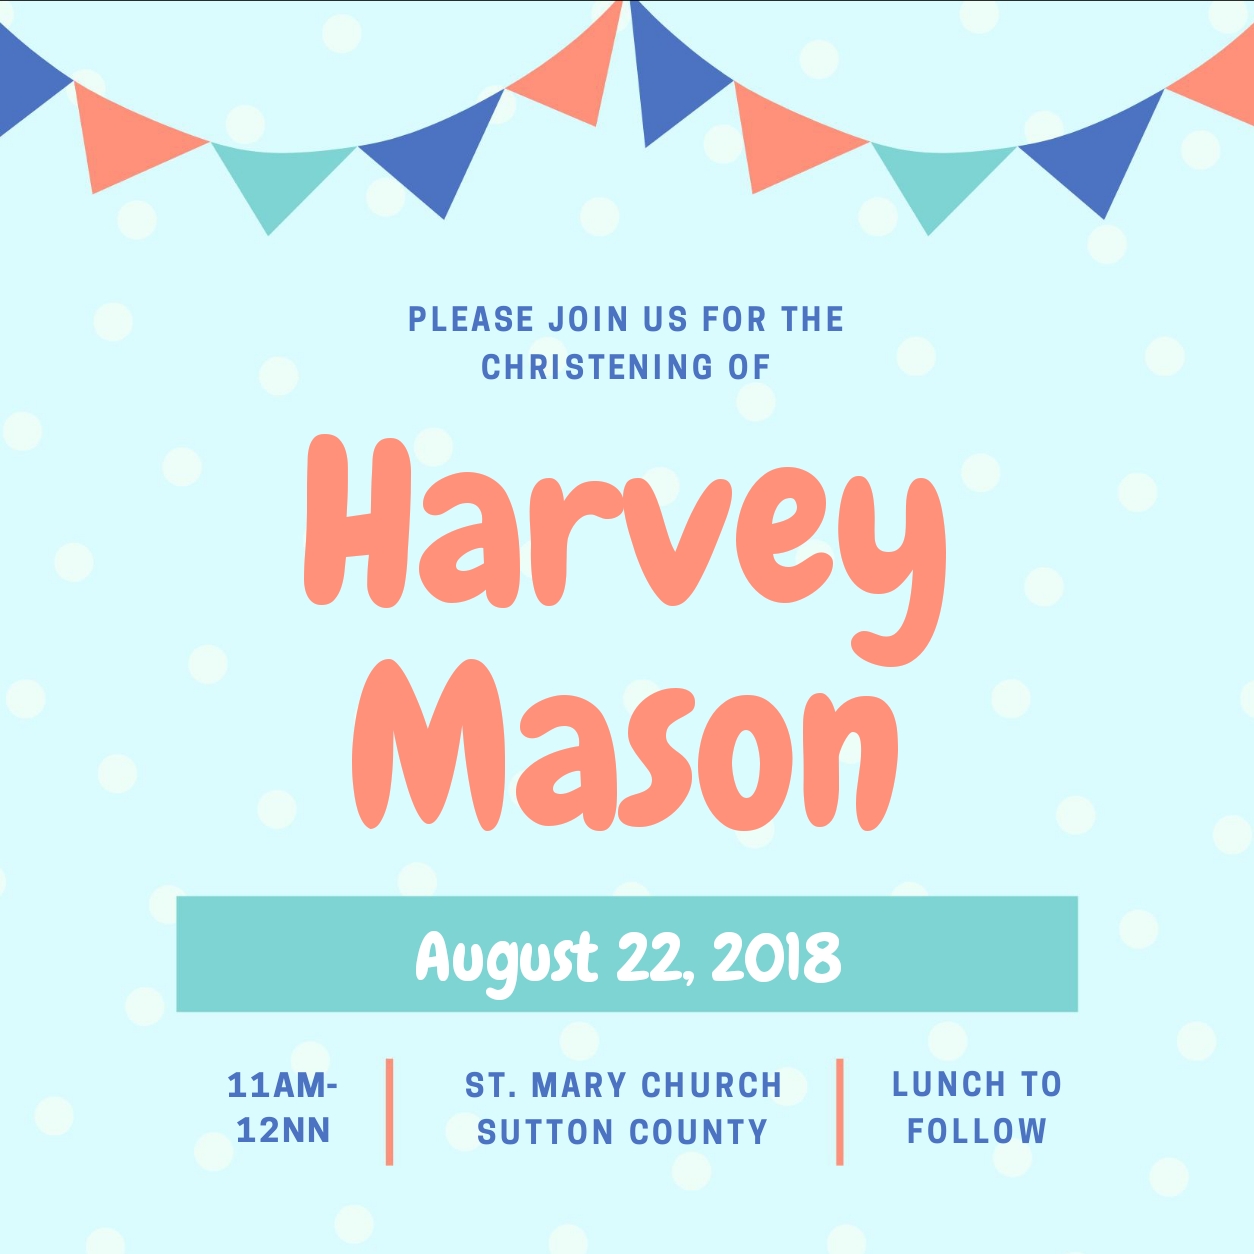 PLEASE JOIN US FOR THE
CHRISTENING OF
Harvey
Mason
August 22, 2018
11AM-
12NN
ST. MARY CHURCH
SUTTON COUNTY
LUNCH TO
FOLLOW